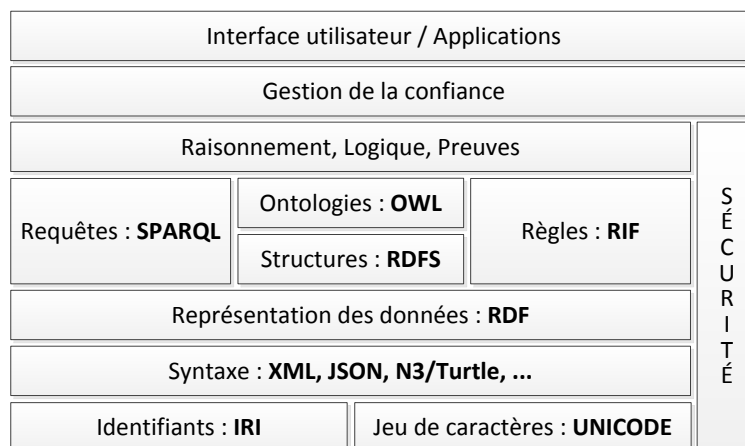 Interface utilisateur / Applications
Gestion de la confiance
Raisonnement, Logique, Preuves
SÉCURITÉ
Requêtes : SPARQL
Ontologies : OWL
Structures : RDFS
Règles : RIF
Représentation des données : RDF
Syntaxe : XML, JSON, N3/Turtle, ...
Identifiants : IRI
Jeu de caractères : UNICODE